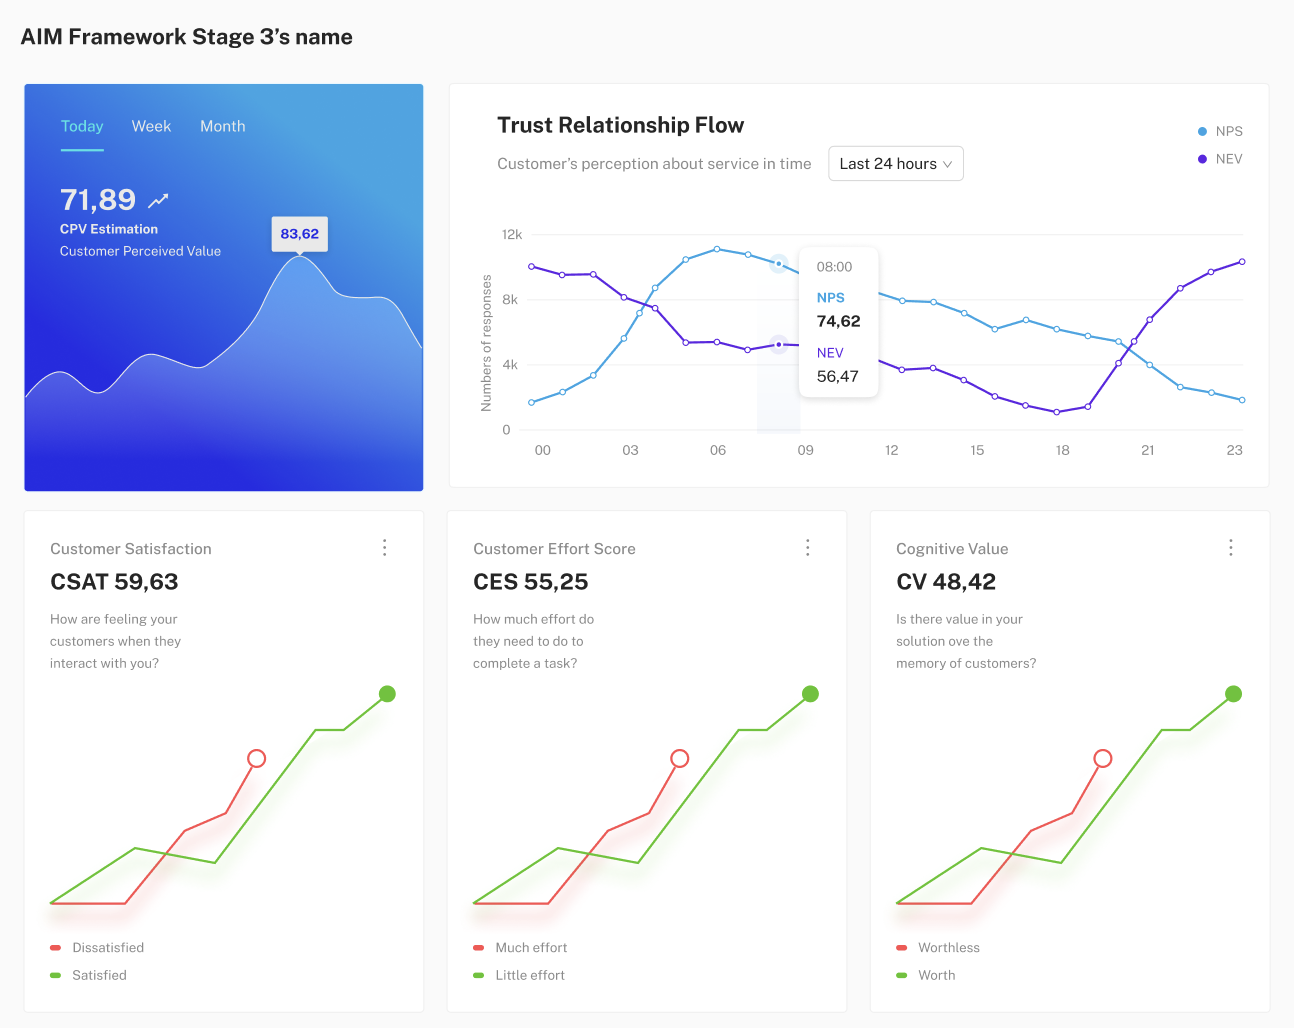 AIM Framework Stage 3’s name
Today Week Month
71,89
CPV Estimation
Customer Perceived Value
83,62
Trust Relationship Flow
Customer’s perception about service in time
Last 24 hours
NPS
NEV
Numbers of responses
12k
8k
4k
0
00 03 06 09 12 15 18 21 23
08:00
NPS
74,62
NEV
56,47
Customer Satisfaction
CSAT 59,63
How are feeling your
customers when they
interact with you?
Dissatisfied
Satisfied
Customer Effort Score
CES 55,25
How much effort do
they need to do to
complete a task?
Much effort
Little effort
Cognitive Value
CV 48,42
Is there value in your
solution ove the
memory of customers?
Worthless
Worth